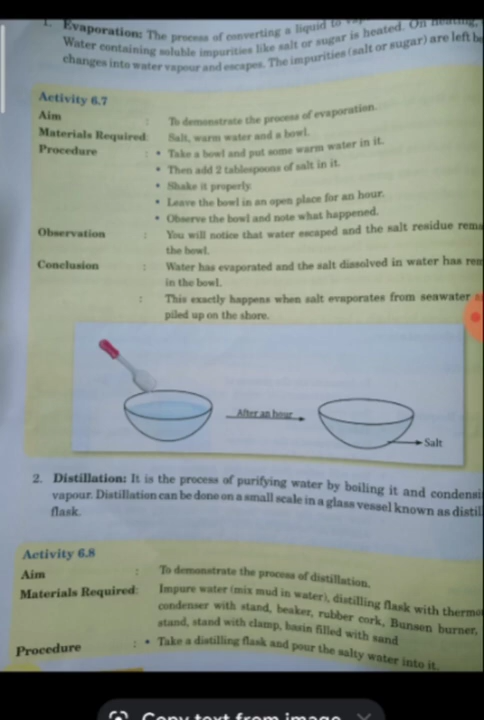 1. Evaporation: The process of converting a liquid to
Water containing soluble impurities like salt or sugar is heated. On heating,
changes into water vapour and escapes. The impurities (salt or sugar) are left
Activity 6.7
Aim : To demonstrate the process of evaporation.
Materials Required: Salt, warm water and a bowl.
Procedure : • Take a bowl and put some warm water in it.
• Then add 2 tablespoons of salt in it.
• Shake it properly.
• Leave the bowl in an open place for an hour.
• Observe the bowl and note what happened.
Observation : You will notice that water escaped and the salt residue
the bowl.
Conclusion : Water has evaporated and the salt dissolved in water has
in the bowl.
: This exactly happens when salt evaporates from seawater
piled up on the shore.
After an hour
Salt
2. Distillation: It is the process of purifying water by boiling it and
vapour. Distillation can be done on a small scale in a glass vessel known as
flask.
Activity 6.8
Aim : To demonstrate the process of distillation.
Materials Required: Impure water (mix mud in water), distilling flask with
condenser with stand, beaker, rubber cork, Bunsen burner,
stand, stand with clamp, basin filled with sand
Procedure : • Take a distilling flask and pour the salty water into it.
Copy text from image